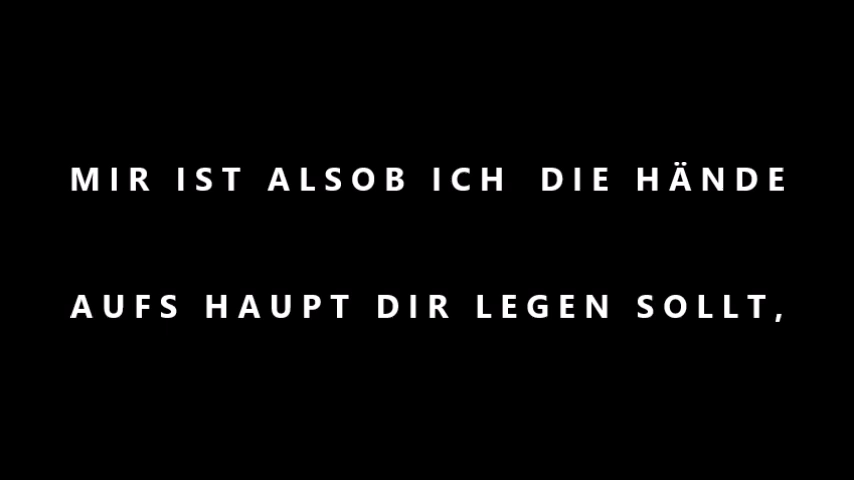 MIR IST ALSOB ICH DIE HÄNDE
AUFS HAUPT DIR LEGEN SOLLT,